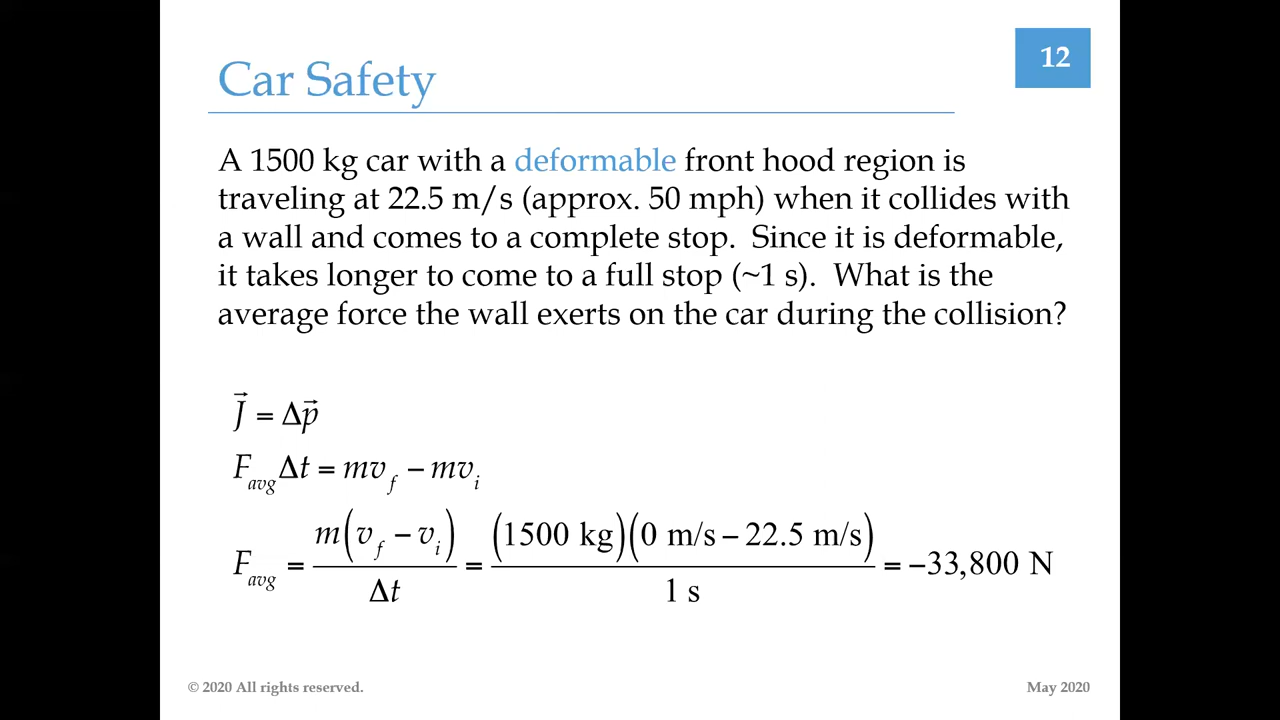 12
Car Safety
A 1500 kg car with a deformable front hood region is
traveling at 22.5 m/s (approx. 50 mph) when it collides with
a wall and comes to a complete stop.  Since it is deformable,
it takes longer to come to a full stop (~1 s).  What is the
average force the wall exerts on the car during the collision?
J⃗ = Δp⃗
F_avg Δt = mv_f − mv_i
F_avg = m(v_f − v_i) / Δt = (1500 kg)(0 m/s − 22.5 m/s) / 1 s = −33,800 N
© 2020 All rights reserved.
May 2020